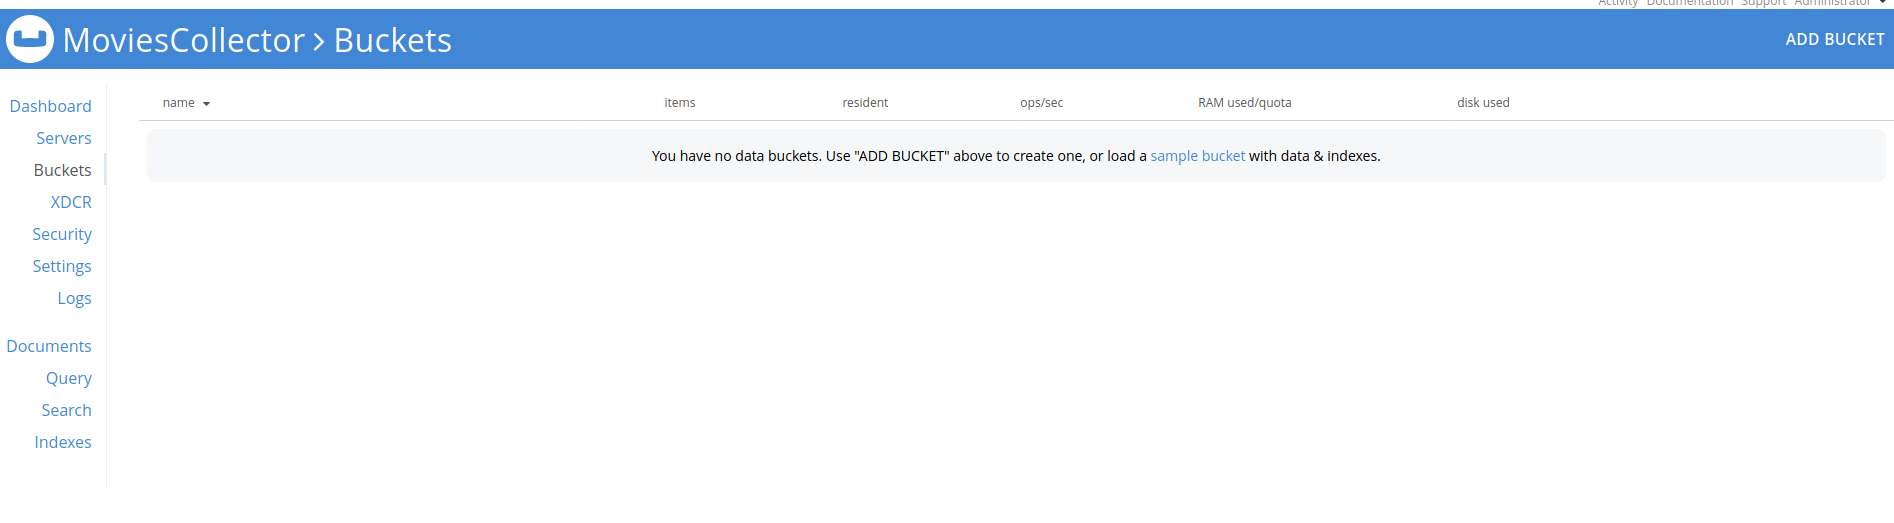 Activity Documentation Support Administrator
MoviesCollector > Buckets
ADD BUCKET
Dashboard
Servers
Buckets
XDCR
Security
Settings
Logs
Documents
Query
Search
Indexes
name items resident ops/sec RAM used/quota disk used
You have no data buckets. Use "ADD BUCKET" above to create one, or load a sample bucket with data & indexes.